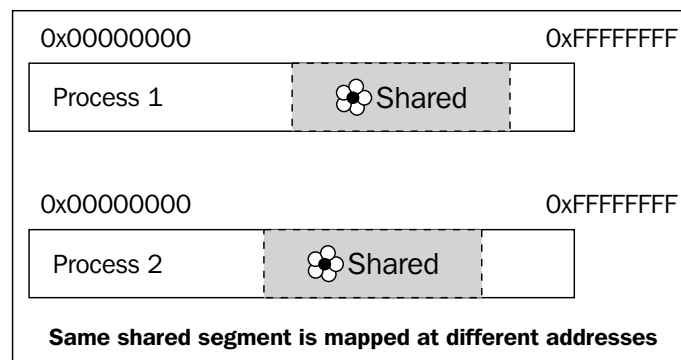 0x00000000 0xFFFFFFFF
Process 1 Shared
0x00000000 0xFFFFFFFF
Process 2 Shared
Same shared segment is mapped at different addresses